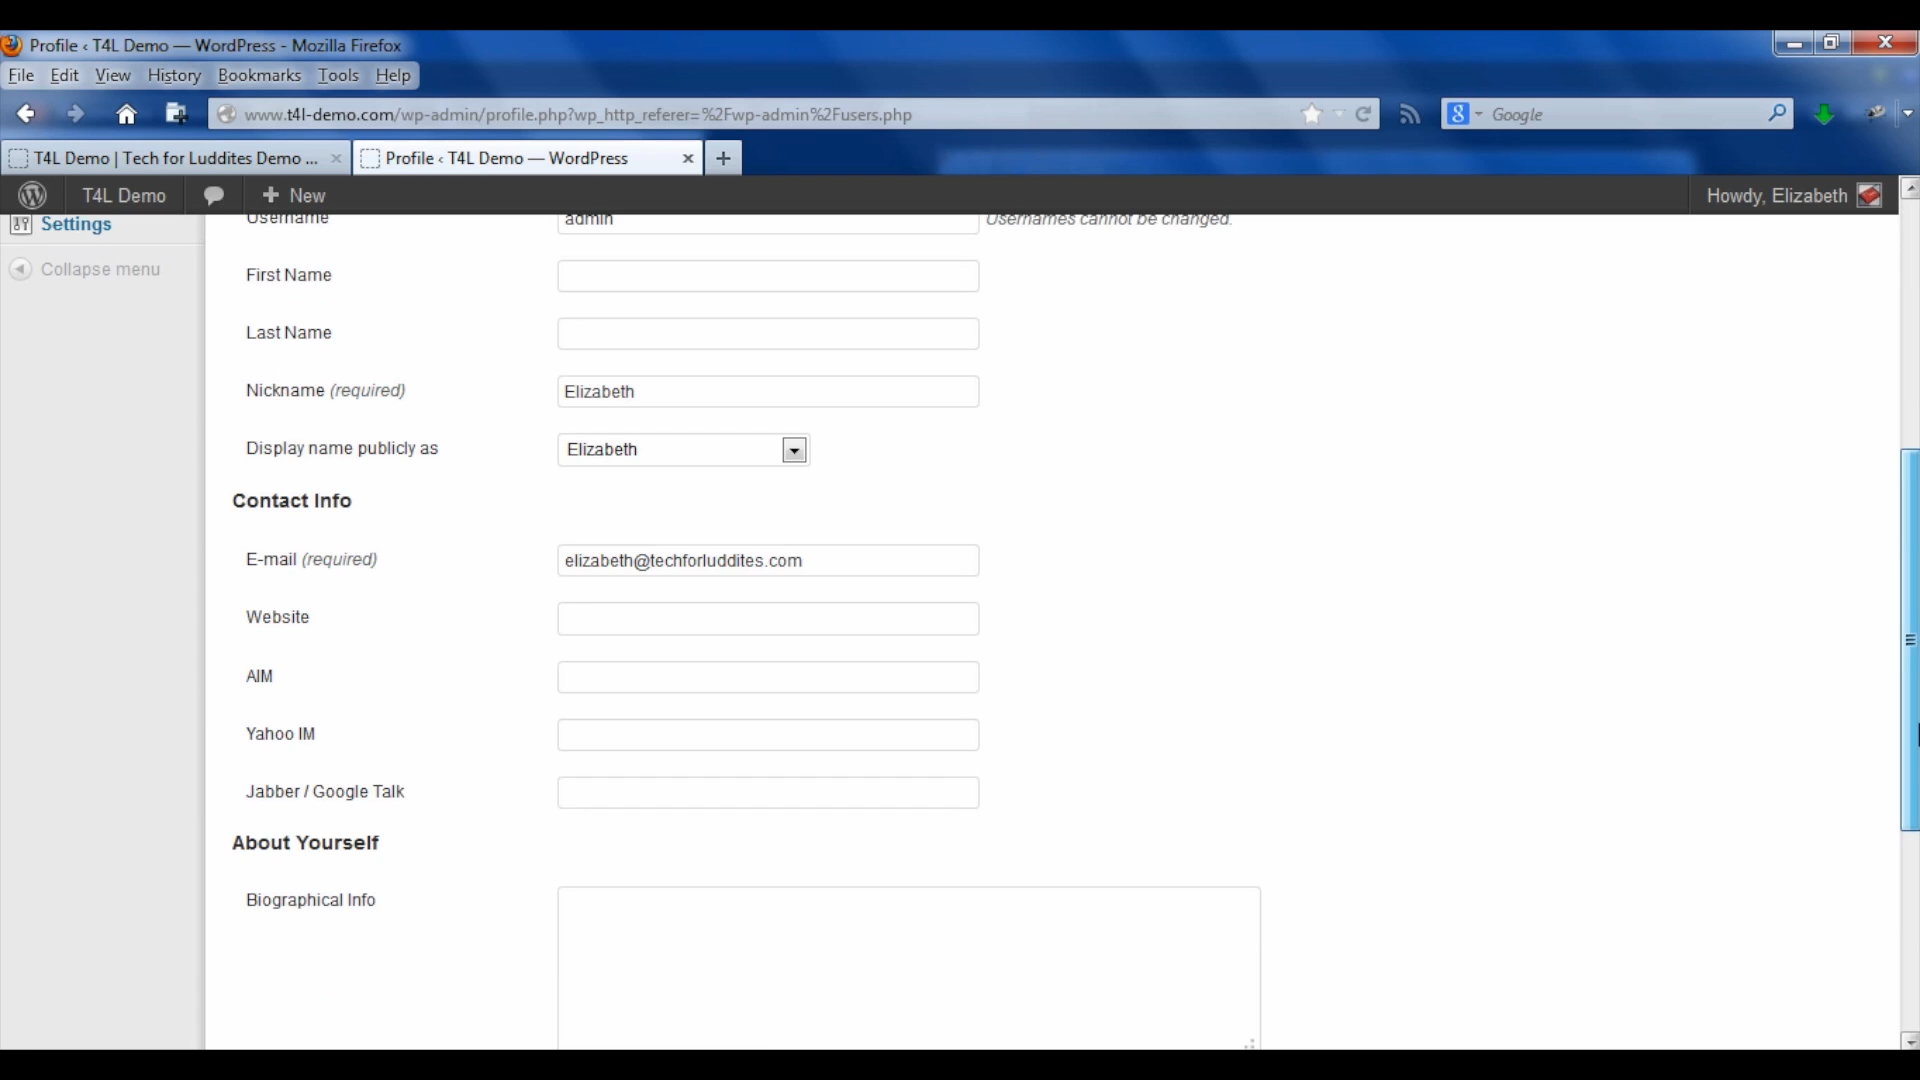 Profile ‹ T4L Demo — WordPress - Mozilla Firefox
File Edit View History Bookmarks Tools Help
www.t4l-demo.com/wp-admin/profile.php?wp_http_referer=%2Fwp-admin%2Fusers.php
8 Google
T4L Demo | Tech for Luddites Demo ... ×
Profile ‹ T4L Demo — WordPress ×
T4L Demo
+ New
Howdy, Elizabeth
Settings
Collapse menu
Username admin Usernames cannot be changed.
First Name
Last Name
Nickname (required) Elizabeth
Display name publicly as Elizabeth
Contact Info
E-mail (required) elizabeth@techforluddites.com
Website
AIM
Yahoo IM
Jabber / Google Talk
About Yourself
Biographical Info